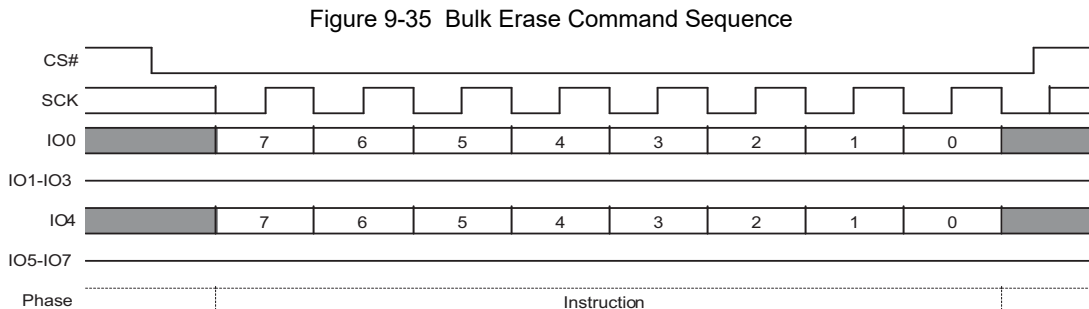 Figure 9-35 Bulk Erase Command Sequence
CS#
SCK
IO0 7 6 5 4 3 2 1 0
IO1-IO3
IO4 7 6 5 4 3 2 1 0
IO5-IO7
Phase Instruction